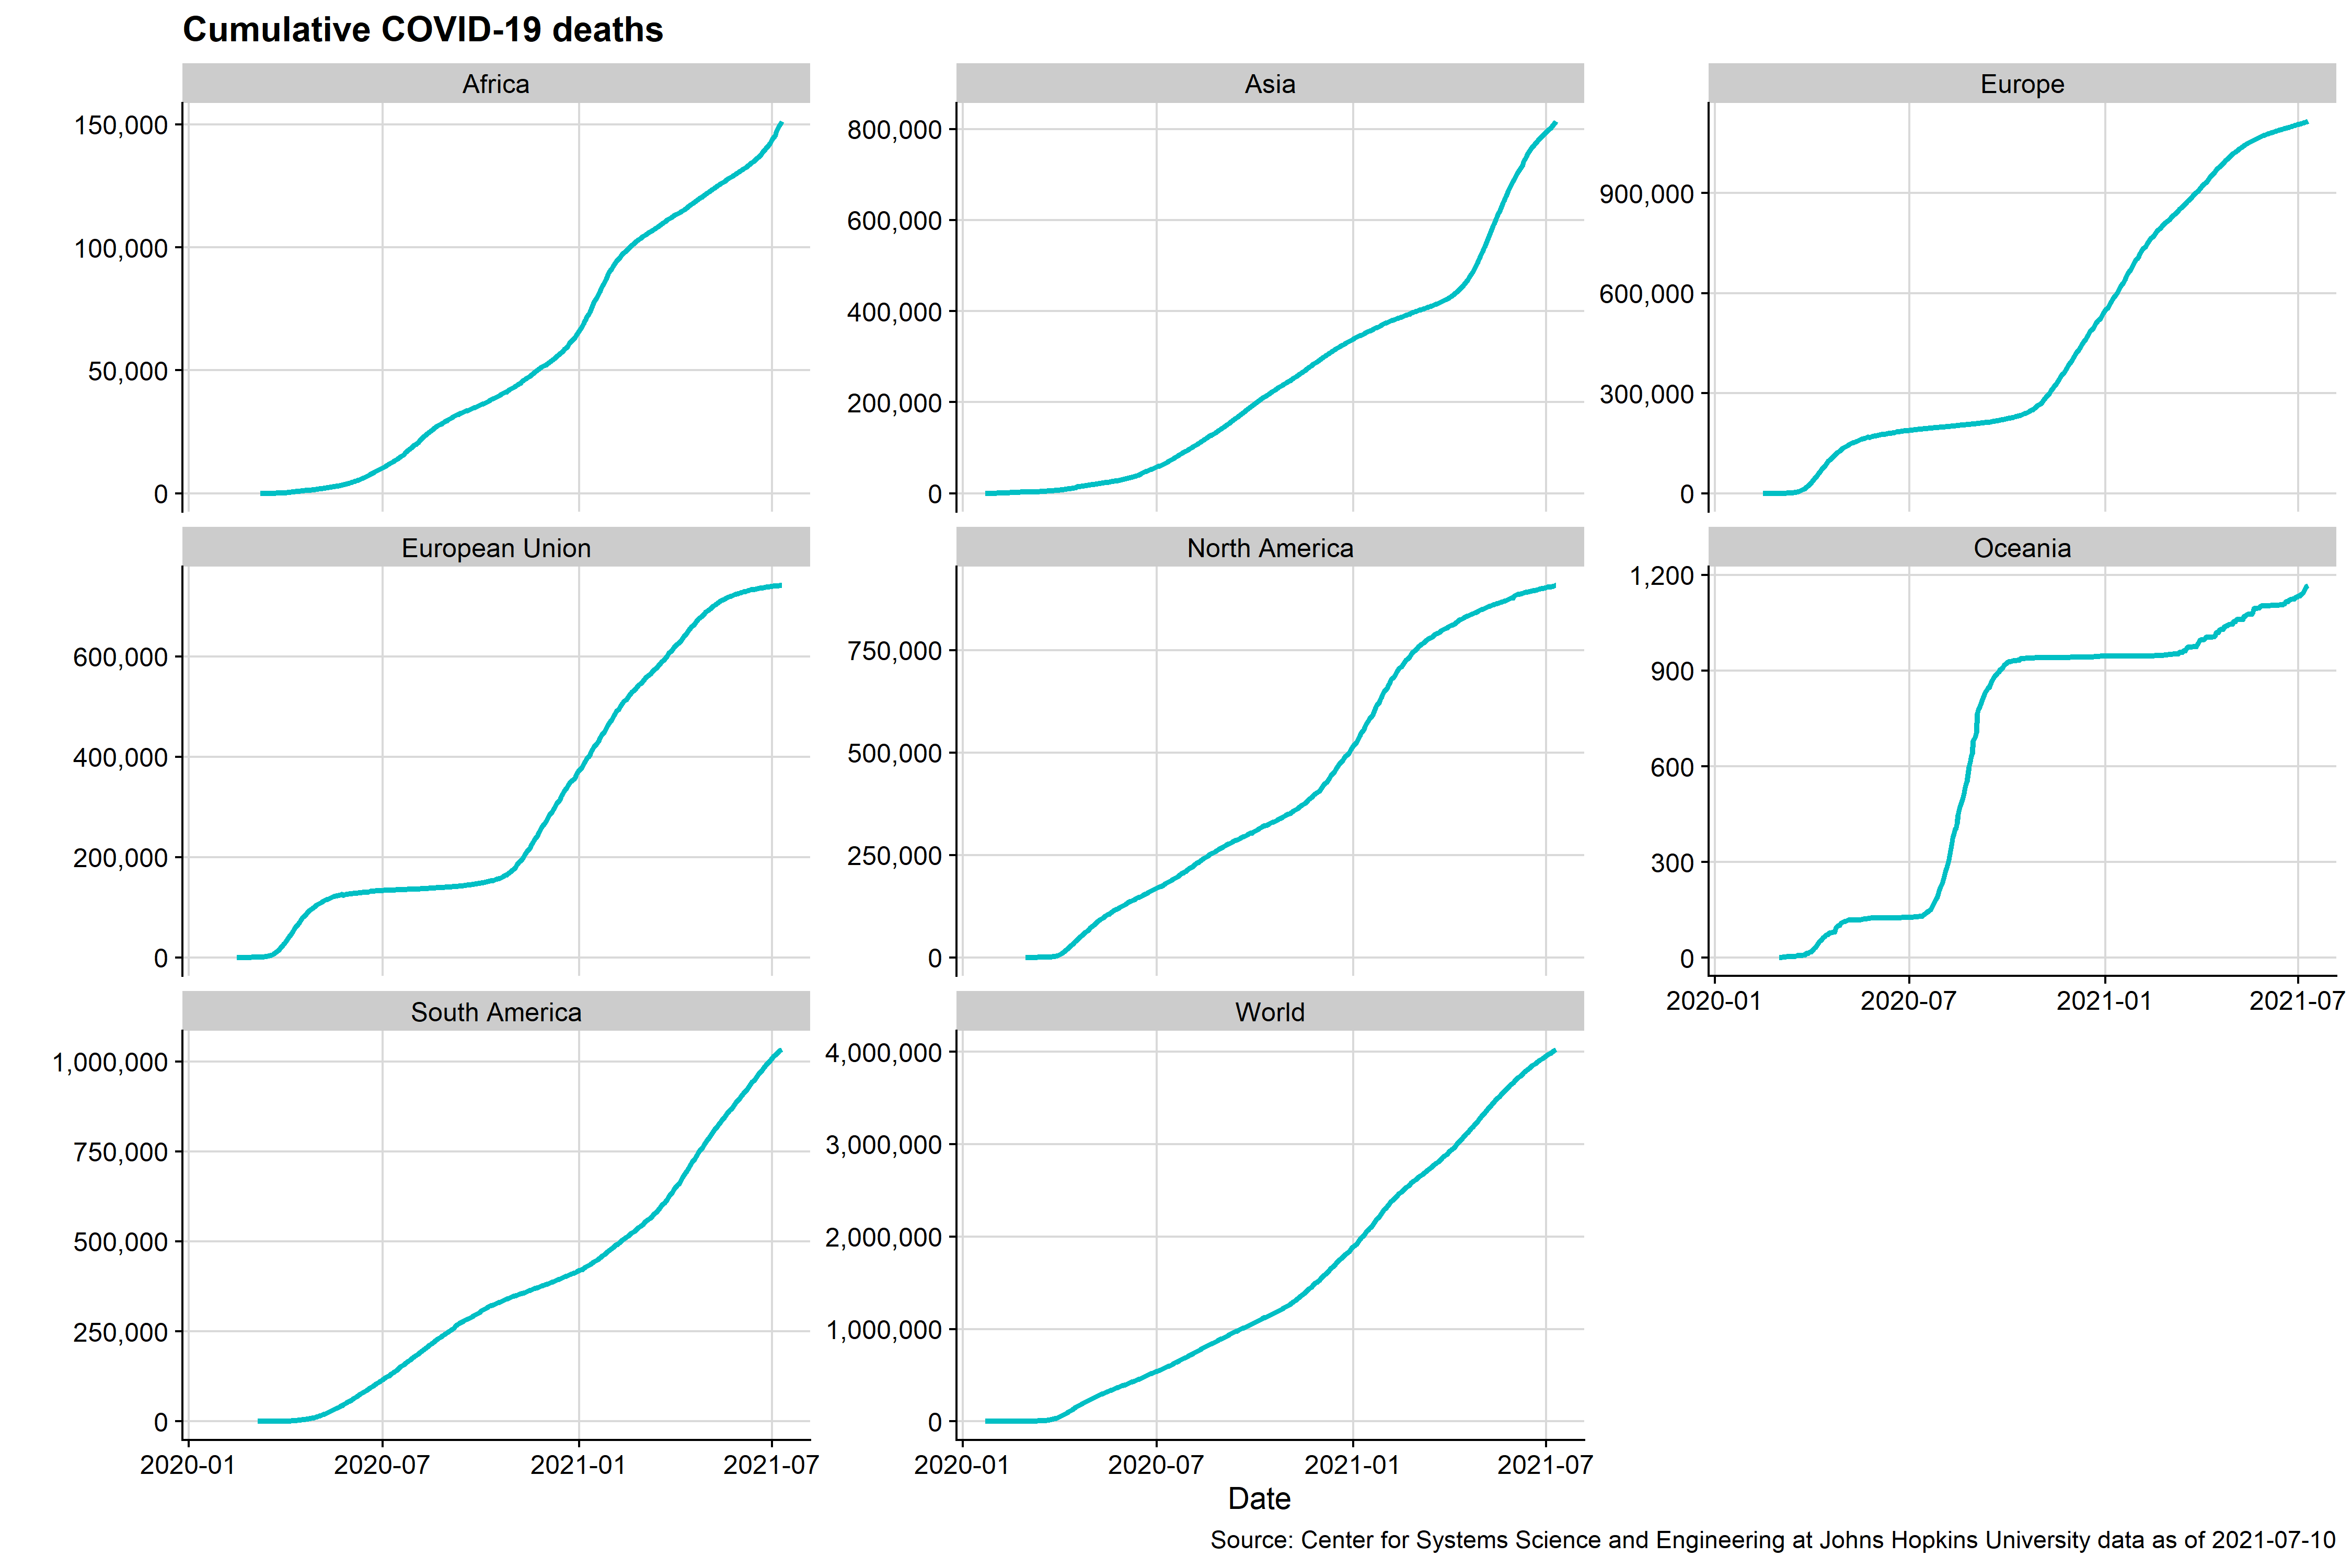 Cumulative COVID-19 deaths
Africa
150,000
100,000
50,000
0
Asia
800,000
600,000
400,000
200,000
0
Europe
900,000
600,000
300,000
0
European Union
600,000
400,000
200,000
0
North America
750,000
500,000
250,000
0
Oceania
1,200
900
600
300
0
2020-01 2020-07 2021-01 2021-07
South America
1,000,000
750,000
500,000
250,000
0
2020-01 2020-07 2021-01 2021-07
World
4,000,000
3,000,000
2,000,000
1,000,000
0
2020-01 2020-07 2021-01 2021-07
Date
Source: Center for Systems Science and Engineering at Johns Hopkins University data as of 2021-07-10